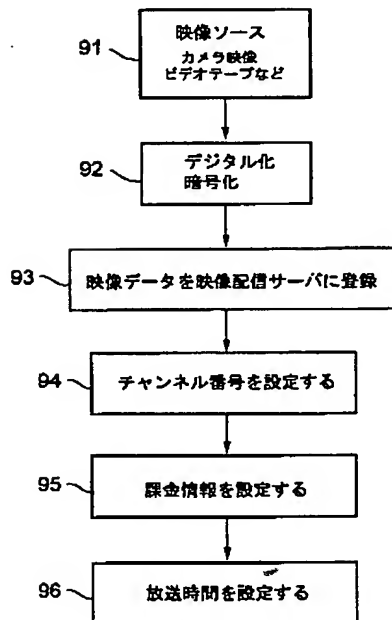 91
映像ソース
カメラ映像
ビデオテープなど
92
デジタル化
暗号化
93
映像データを映像配信サーバに登録
94
チャンネル番号を設定する
95
課金情報を設定する
96
放送時間を設定する